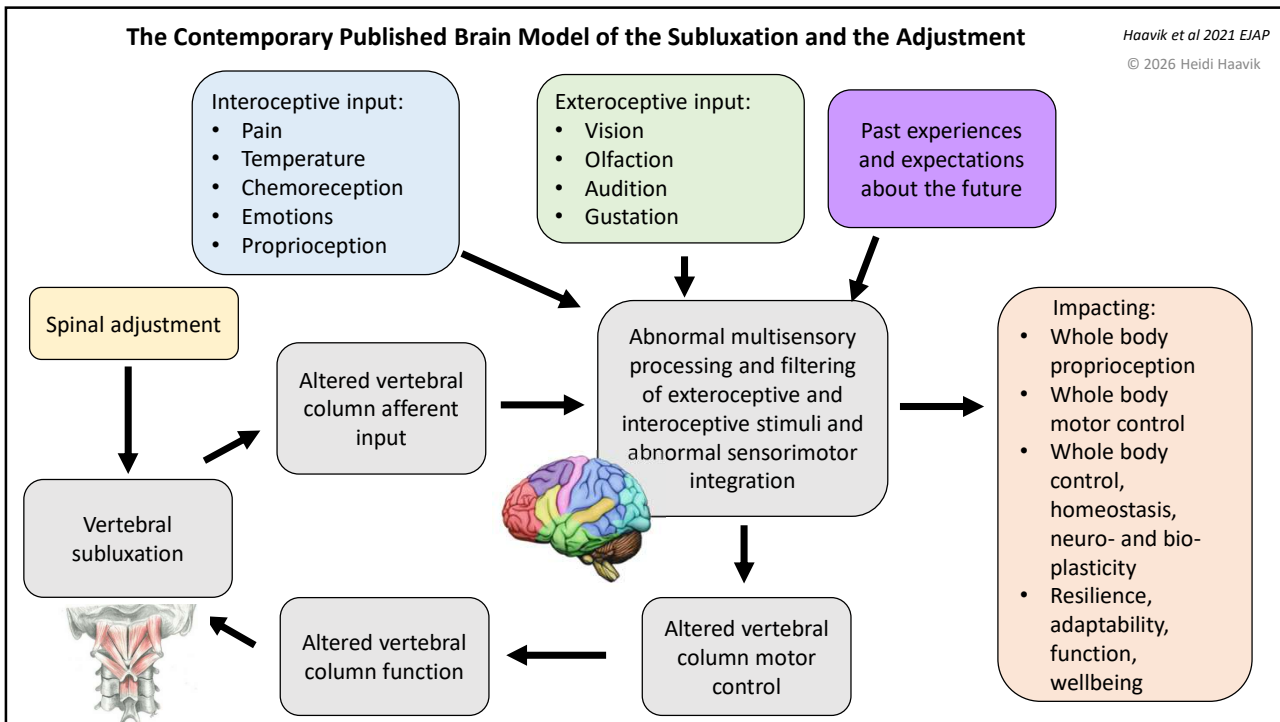 The Contemporary Published Brain Model of the Subluxation and the Adjustment
Haavik et al 2021 EJAP
© 2026 Heidi Haavik
Interoceptive input:
• Pain
• Temperature
• Chemoreception
• Emotions
• Proprioception
Exteroceptive input:
• Vision
• Olfaction
• Audition
• Gustation
Past experiences
and expectations
about the future
Spinal adjustment
Altered vertebral
column afferent
input
Abnormal multisensory
processing and filtering
of exteroceptive and
interoceptive stimuli and
abnormal sensorimotor
integration
Impacting:
• Whole body
proprioception
• Whole body
motor control
• Whole body
control,
homeostasis,
neuro- and bio-
plasticity
• Resilience,
adaptability,
function,
wellbeing
Vertebral
subluxation
Altered vertebral
column function
Altered vertebral
column motor
control